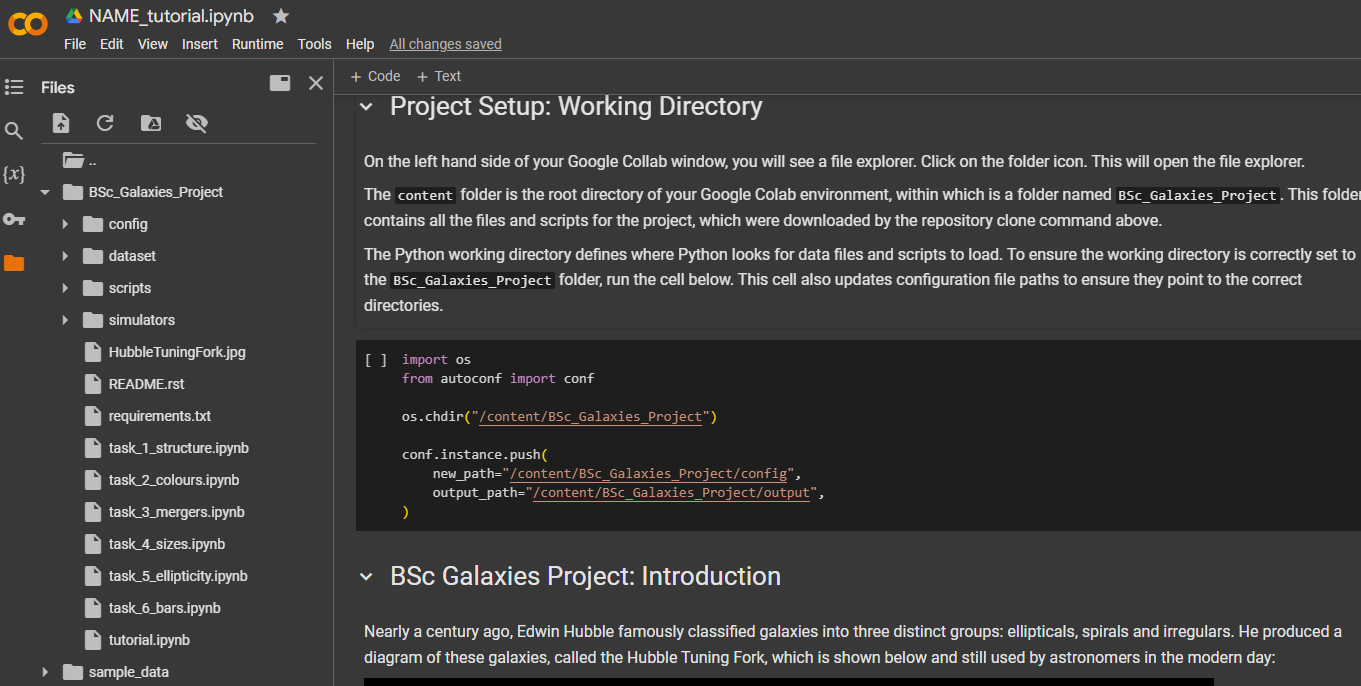 NAME_tutorial.ipynb
File Edit View Insert Runtime Tools Help All changes saved
Files
+ Code + Text
..
{x}
BSc_Galaxies_Project
config
dataset
scripts
simulators
HubbleTuningFork.jpg
README.rst
requirements.txt
task_1_structure.ipynb
task_2_colours.ipynb
task_3_mergers.ipynb
task_4_sizes.ipynb
task_5_ellipticity.ipynb
task_6_bars.ipynb
tutorial.ipynb
sample_data
Project Setup: Working Directory
On the left hand side of your Google Collab window, you will see a file explorer. Click on the folder icon. This will open the file explorer.
The content folder is the root directory of your Google Colab environment, within which is a folder named BSc_Galaxies_Project. This folder
contains all the files and scripts for the project, which were downloaded by the repository clone command above.
The Python working directory defines where Python looks for data files and scripts to load. To ensure the working directory is correctly set to
the BSc_Galaxies_Project folder, run the cell below. This cell also updates configuration file paths to ensure they point to the correct
directories.
[ ] import os
from autoconf import conf
os.chdir("/content/BSc_Galaxies_Project")
conf.instance.push(
new_path="/content/BSc_Galaxies_Project/config",
output_path="/content/BSc_Galaxies_Project/output",
)
BSc Galaxies Project: Introduction
Nearly a century ago, Edwin Hubble famously classified galaxies into three distinct groups: ellipticals, spirals and irregulars. He produced a
diagram of these galaxies, called the Hubble Tuning Fork, which is shown below and still used by astronomers in the modern day: